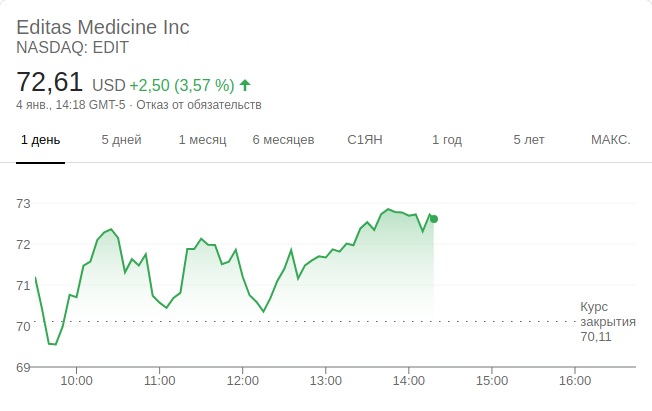 Editas Medicine Inc
NASDAQ: EDIT
72,61 USD +2,50 (3,57 %)
4 янв., 14:18 GMT-5 · Отказ от обязательств
1 день 5 дней 1 месяц 6 месяцев С1ЯН 1 год 5 лет МАКС.
73
72
71
70
69
Курс
закрытия
70,11
10:00 11:00 12:00 13:00 14:00 15:00 16:00